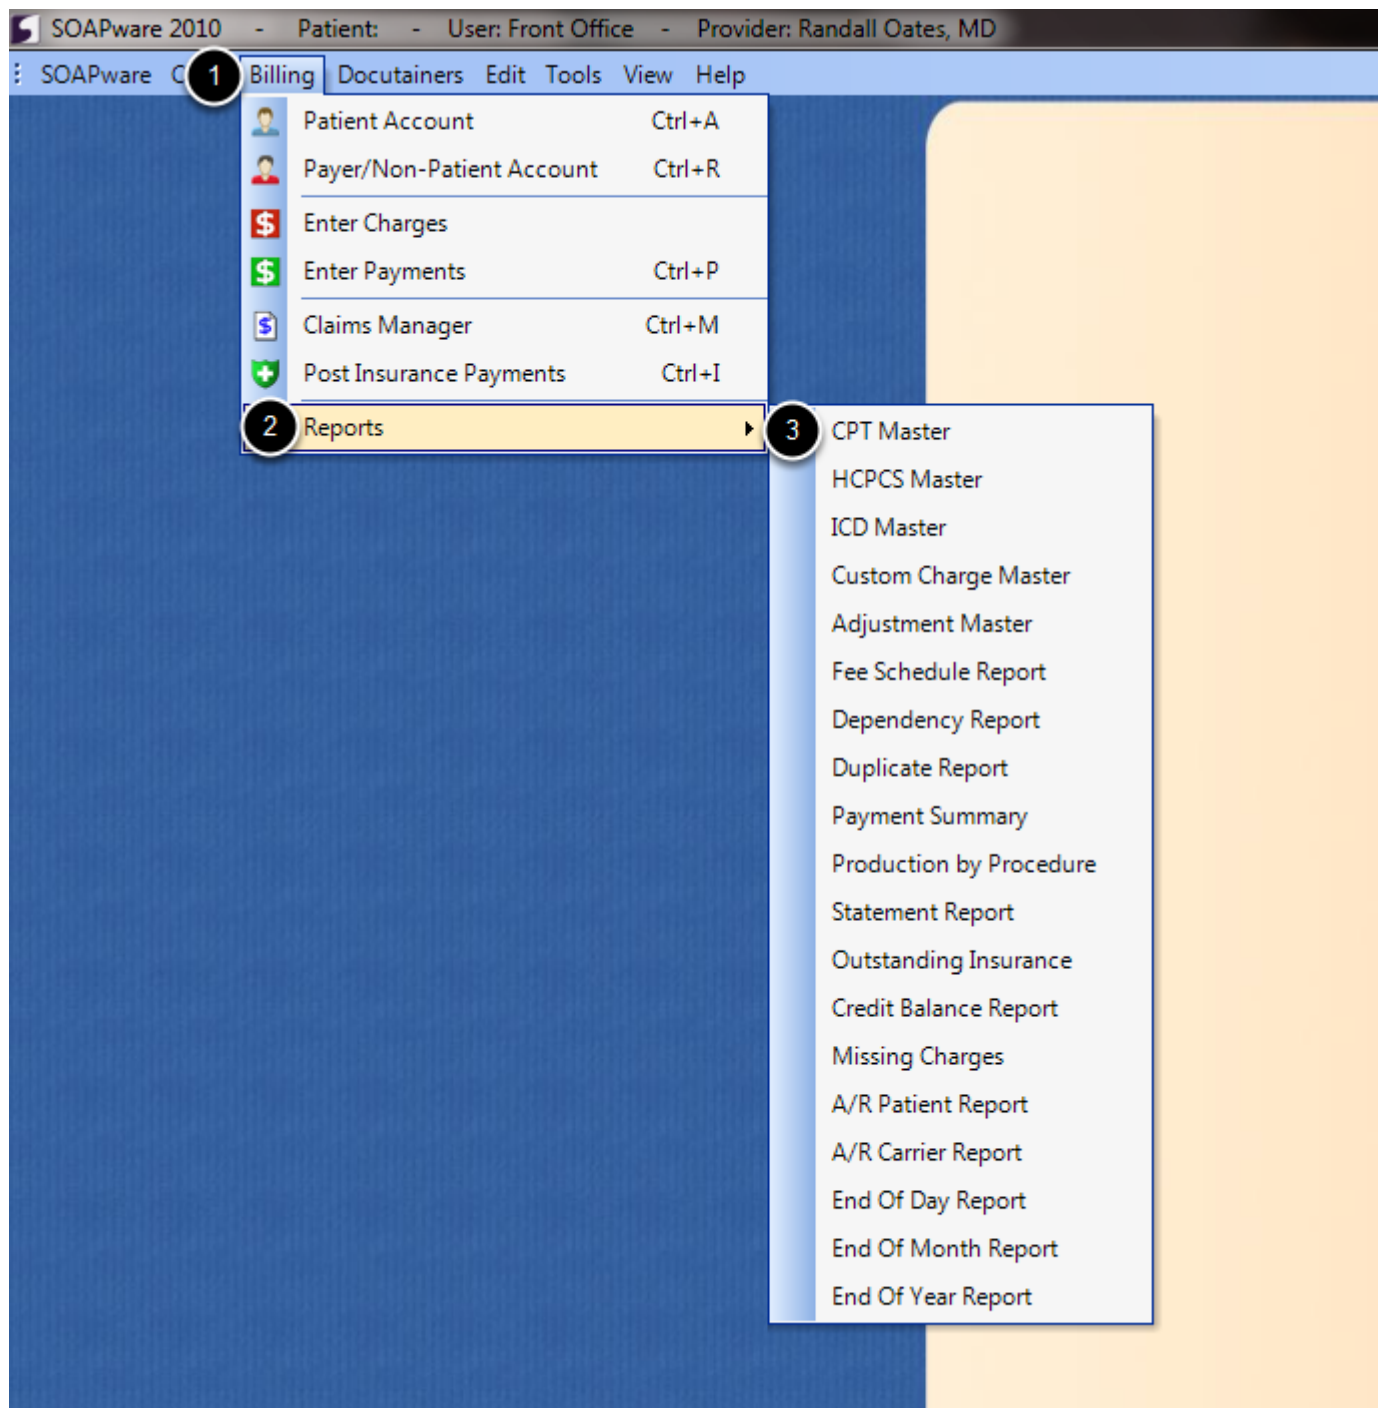 SOAPware 2010 - Patient: - User: Front Office - Provider: Randall Oates, MD
SOAPware C 1 Billing Docutainers Edit Tools View Help
Patient Account Ctrl+A
Payer/Non-Patient Account Ctrl+R
$ Enter Charges
$ Enter Payments Ctrl+P
$ Claims Manager Ctrl+M
Post Insurance Payments Ctrl+I
2 Reports
3 CPT Master
HCPCS Master
ICD Master
Custom Charge Master
Adjustment Master
Fee Schedule Report
Dependency Report
Duplicate Report
Payment Summary
Production by Procedure
Statement Report
Outstanding Insurance
Credit Balance Report
Missing Charges
A/R Patient Report
A/R Carrier Report
End Of Day Report
End Of Month Report
End Of Year Report